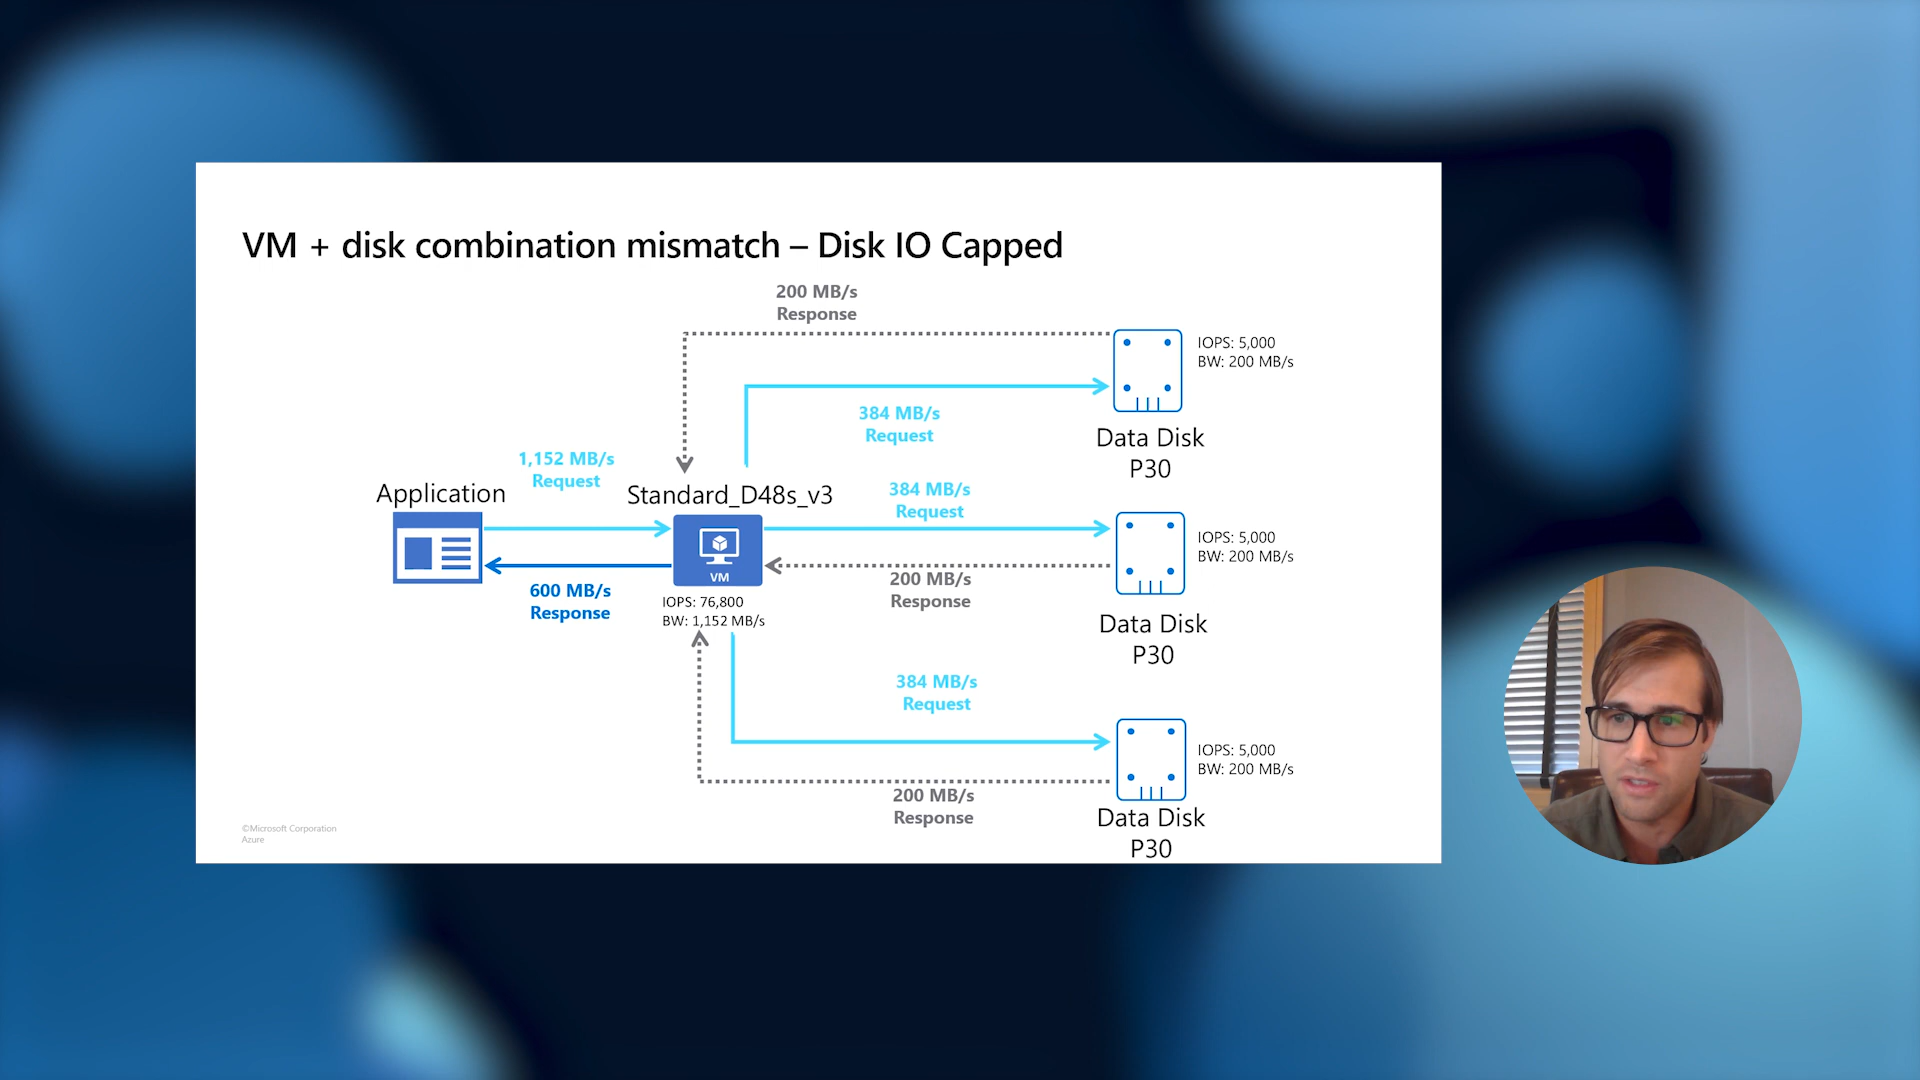 VM + disk combination mismatch – Disk IO Capped
200 MB/s
Response
IOPS: 5,000
BW: 200 MB/s
384 MB/s
Request
Data Disk
P30
1,152 MB/s
Request
Application
Standard_D48s_v3
384 MB/s
Request
VM
IOPS: 5,000
BW: 200 MB/s
600 MB/s
Response
200 MB/s
Response
IOPS: 76,800
BW: 1,152 MB/s
Data Disk
P30
384 MB/s
Request
IOPS: 5,000
BW: 200 MB/s
200 MB/s
Response
Data Disk
P30
©Microsoft Corporation
Azure